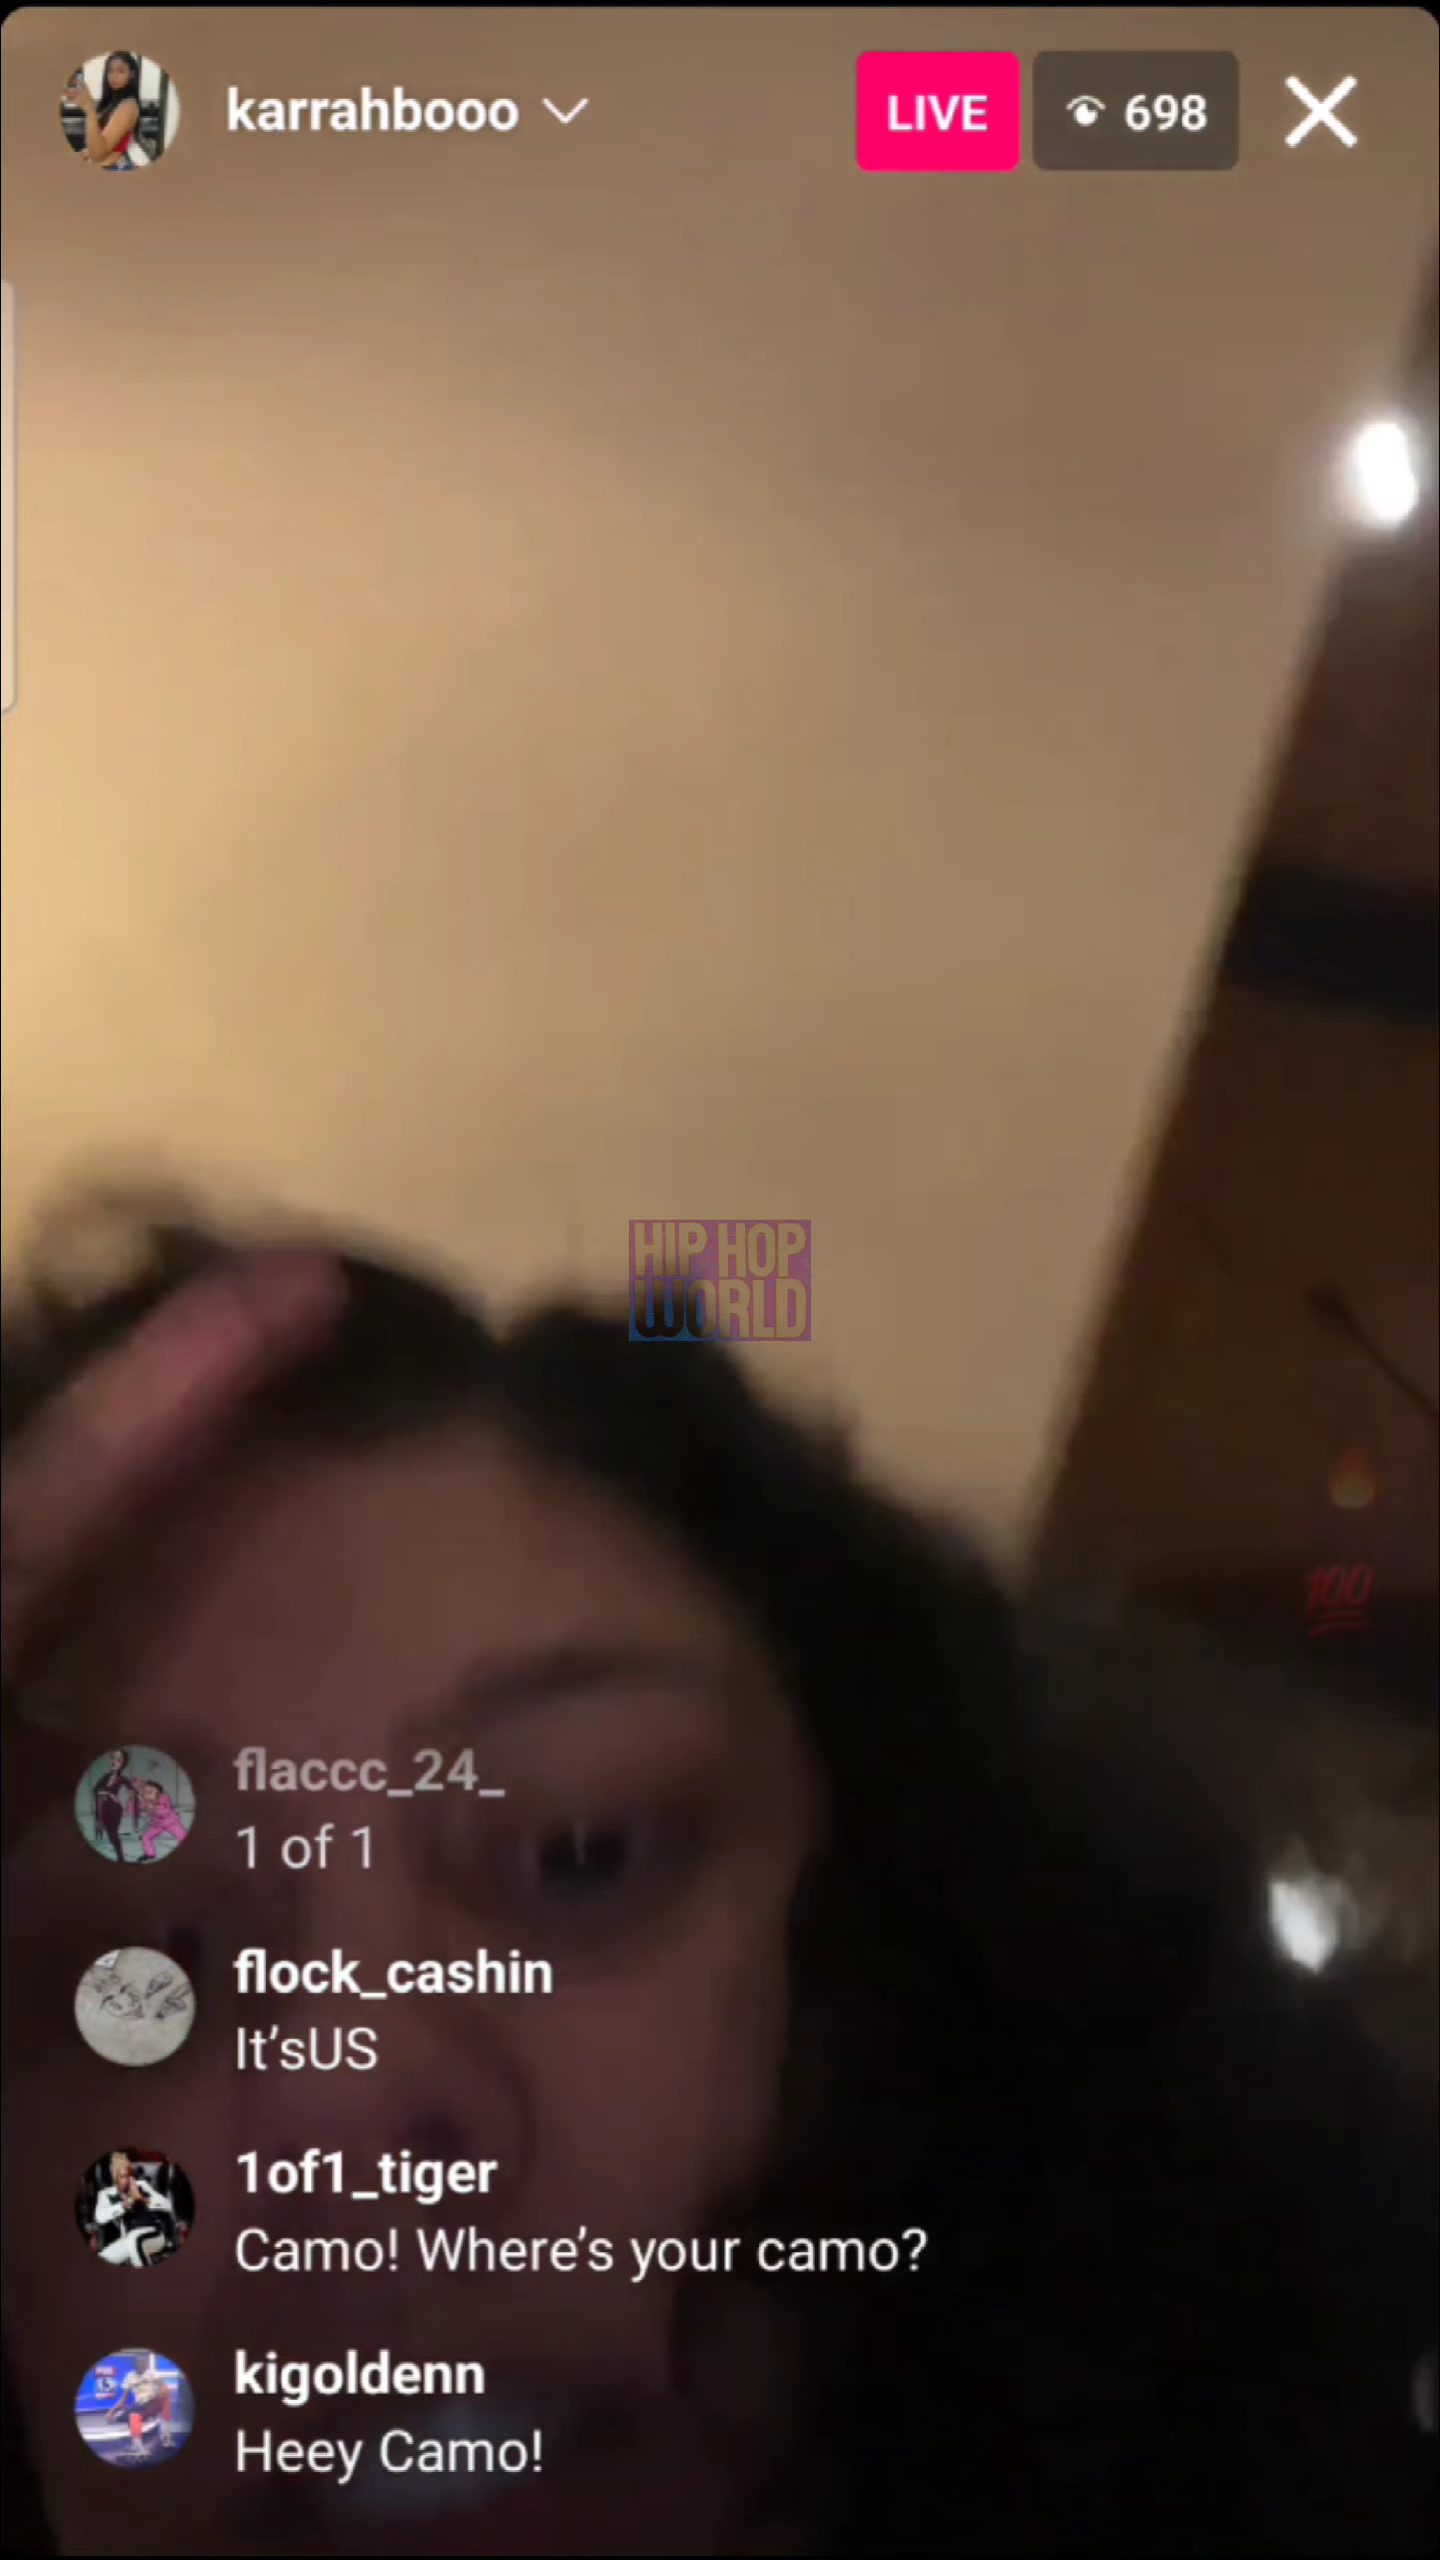 karrahbooo
LIVE
698
HIP HOP
WORLD
100
flaccc_24_
1 of 1
flock_cashin
It’sUS
1of1_tiger
Camo! Where’s your camo?
kigoldenn
Heey Camo!